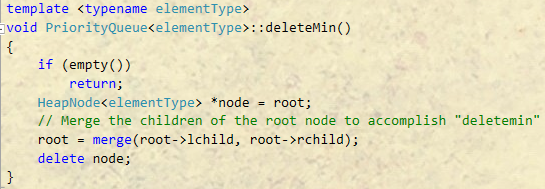 template <typename elementType>
void PriorityQueue<elementType>::deleteMin()
{
    if (empty())
        return;
    HeapNode<elementType> *node = root;
    // Merge the children of the root node to accomplish "deletemin"
    root = merge(root->lchild, root->rchild);
    delete node;
}